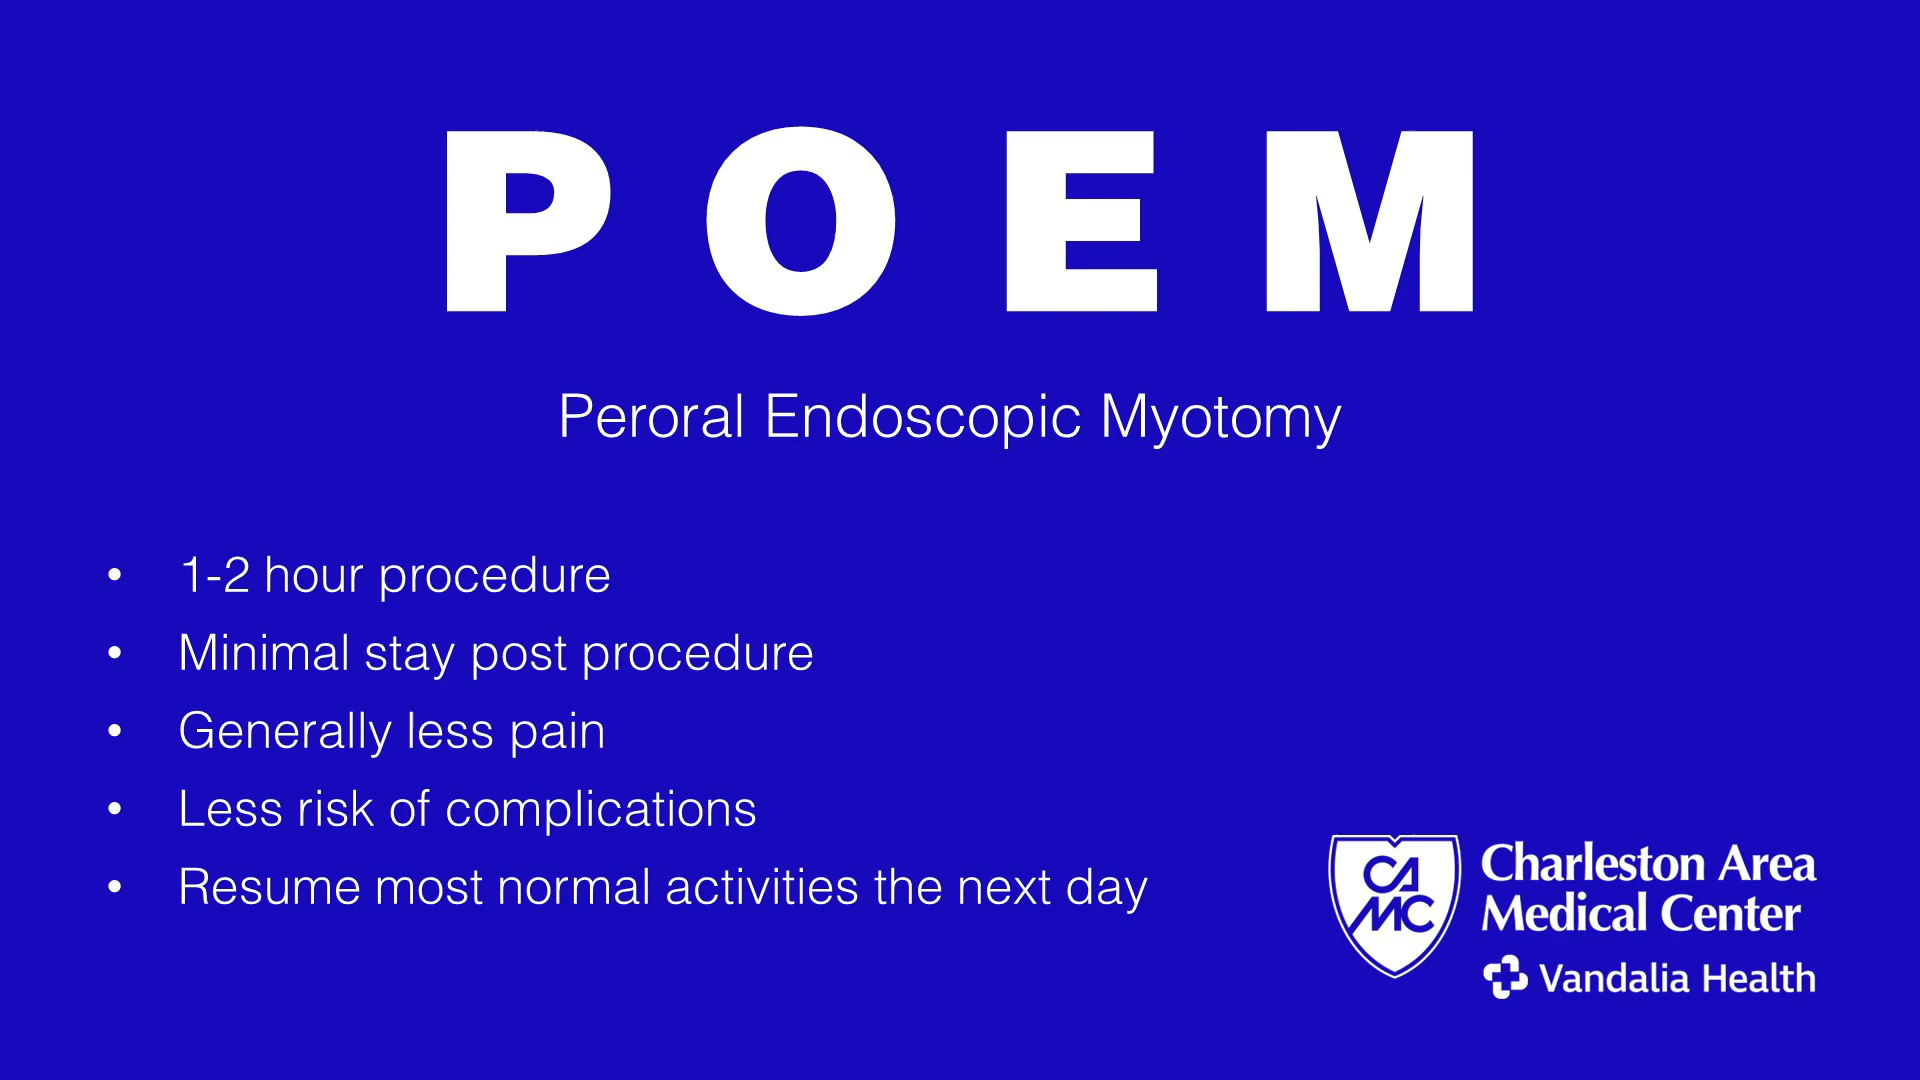 P O E M
Peroral Endoscopic Myotomy
• 1-2 hour procedure
• Minimal stay post procedure
• Generally less pain
• Less risk of complications
• Resume most normal activities the next day
CA
MC
Charleston Area
Medical Center
Vandalia Health